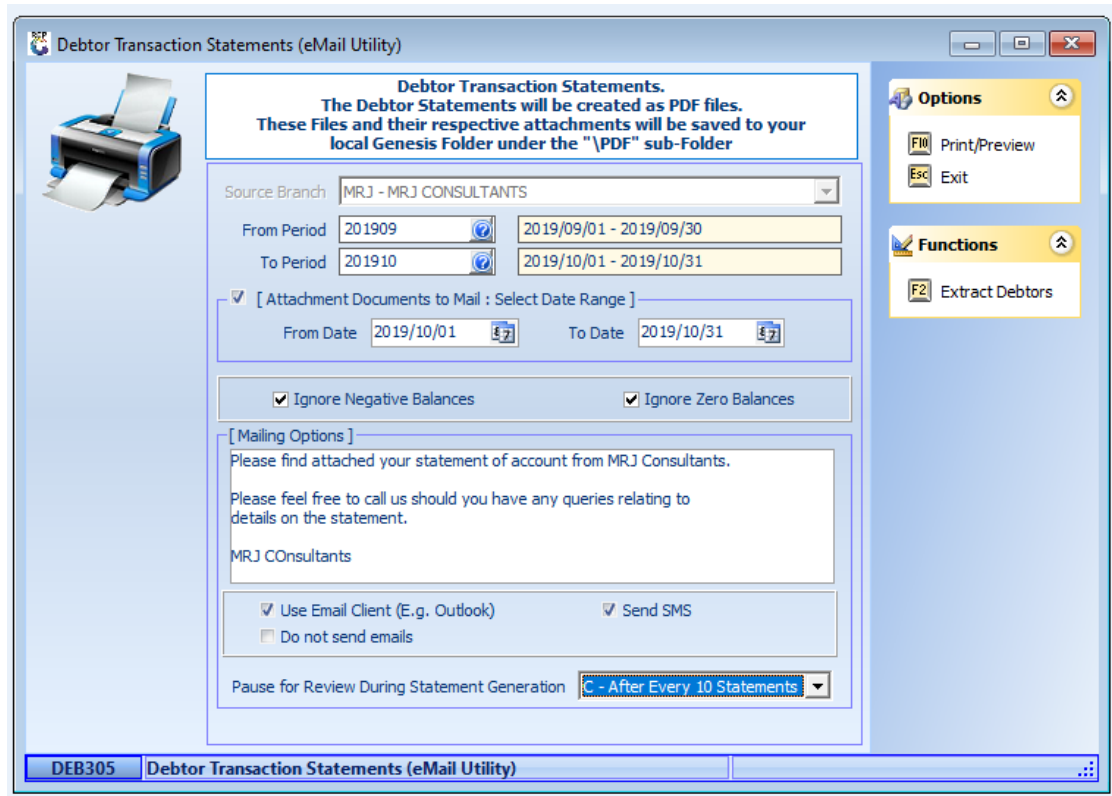 Debtor Transaction Statements (eMail Utility)
Debtor Transaction Statements.
The Debtor Statements will be created as PDF files.
These Files and their respective attachments will be saved to your
local Genesis Folder under the "\PDF" sub-Folder
Source Branch MRJ - MRJ CONSULTANTS
From Period 201909 2019/09/01 - 2019/09/30
To Period 201910 2019/10/01 - 2019/10/31
[ Attachment Documents to Mail : Select Date Range ]
From Date 2019/10/01 To Date 2019/10/31
Ignore Negative Balances Ignore Zero Balances
[ Mailing Options ]
Please find attached your statement of account from MRJ Consultants.
Please feel free to call us should you have any queries relating to
details on the statement.
MRJ COnsultants
Use Email Client (E.g. Outlook) Send SMS
Do not send emails
Pause for Review During Statement Generation C - After Every 10 Statements
Options
F10 Print/Preview
Esc Exit
Functions
F2 Extract Debtors
DEB305 Debtor Transaction Statements (eMail Utility)